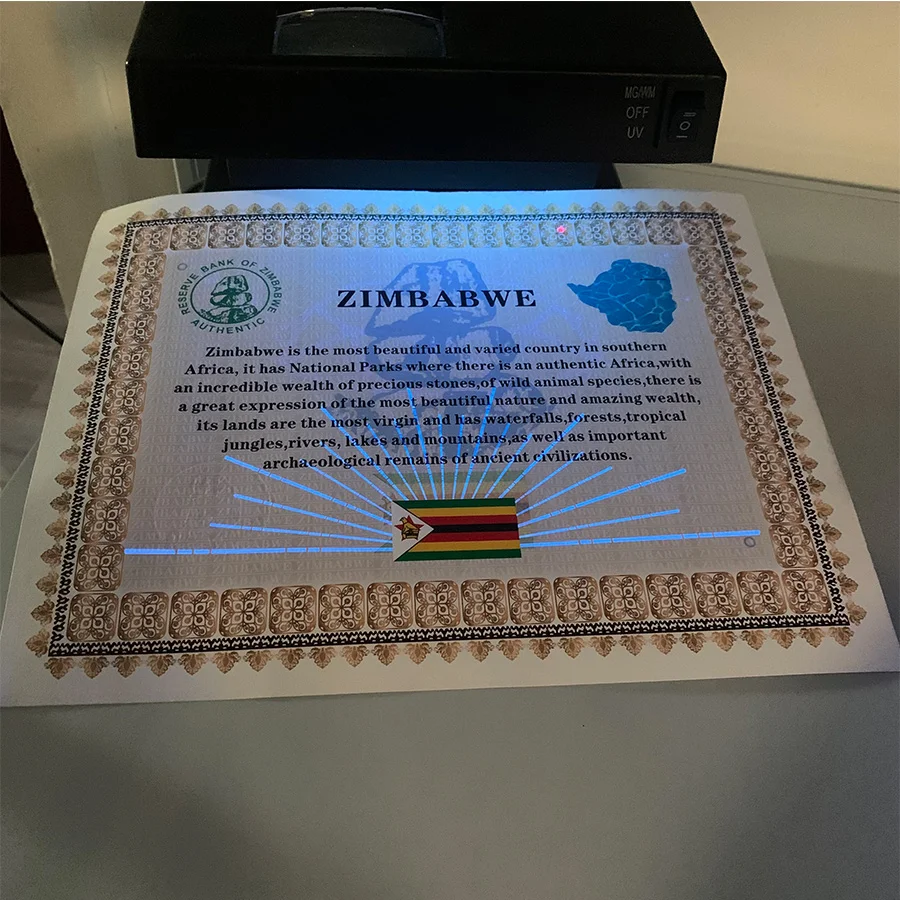 MG/WM
OFF
UV
RESERVE BANK OF ZIMBABWE
AUTHENTIC
ZIMBABWE
Zimbabwe is the most beautiful and varied country in southern
Africa, it has National Parks where there is an authentic Africa,with
an incredible wealth of precious stones,of wild animal species,there is
a great expression of the most beautiful nature and amazing wealth,
its lands are the most virgin and has waterfalls,forests,tropical
jungles,rivers, lakes and mountains,as well as important
archaeological remains of ancient civilizations.